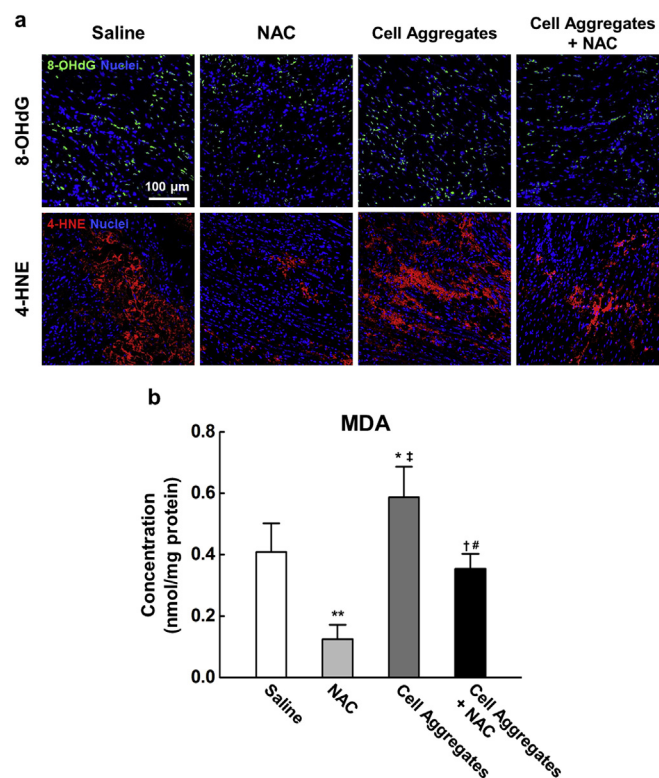 a
Saline
NAC
Cell Aggregates
Cell Aggregates
+ NAC
8-OHdG
8-OHdG Nuclei
100 µm
4-HNE
4-HNE Nuclei
b
MDA
Concentration
(nmol/mg protein)
0.8
0.6
0.4
0.2
0.0
**
* ‡
† #
Saline
NAC
Cell Aggregates
Cell Aggregates
+ NAC